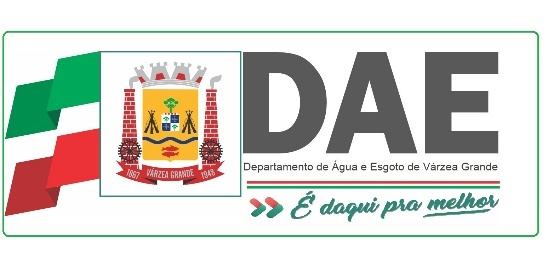 DAE
Departamento de Água e Esgoto de Várzea Grande
É daqui pra melhor
1867 VÁRZEA GRANDE 1948